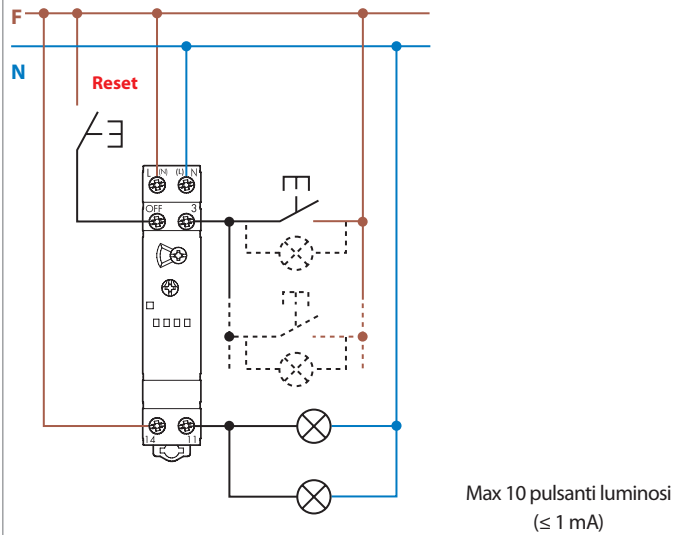 F
N
Reset
L (N) (L) N
OFF 3
14 11
Max 10 pulsanti luminosi
(≤ 1 mA)